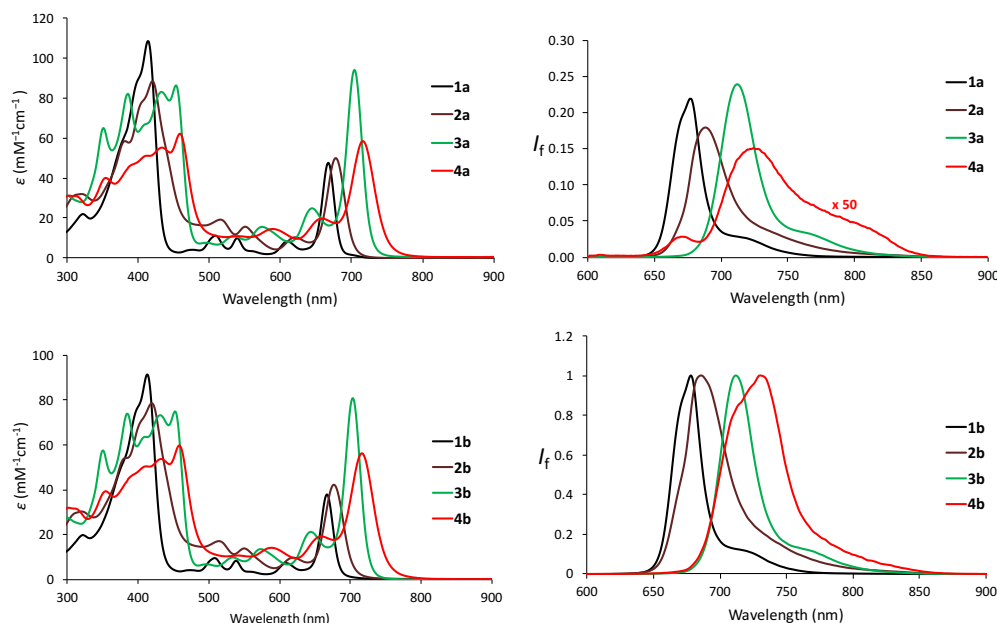 120
100
80
60
40
20
0
ε (mM⁻¹cm⁻¹)
300 400 500 600 700 800 900
Wavelength (nm)
1a
2a
3a
4a
0.30
0.25
0.20
0.15
0.10
0.05
0.00
If
600 650 700 750 800 850 900
Wavelength (nm)
1a
2a
3a
4a
x 50
100
80
60
40
20
0
ε (mM⁻¹cm⁻¹)
300 400 500 600 700 800 900
Wavelength (nm)
1b
2b
3b
4b
1.2
1
0.8
0.6
0.4
0.2
0
If
600 650 700 750 800 850 900
Wavelength (nm)
1b
2b
3b
4b